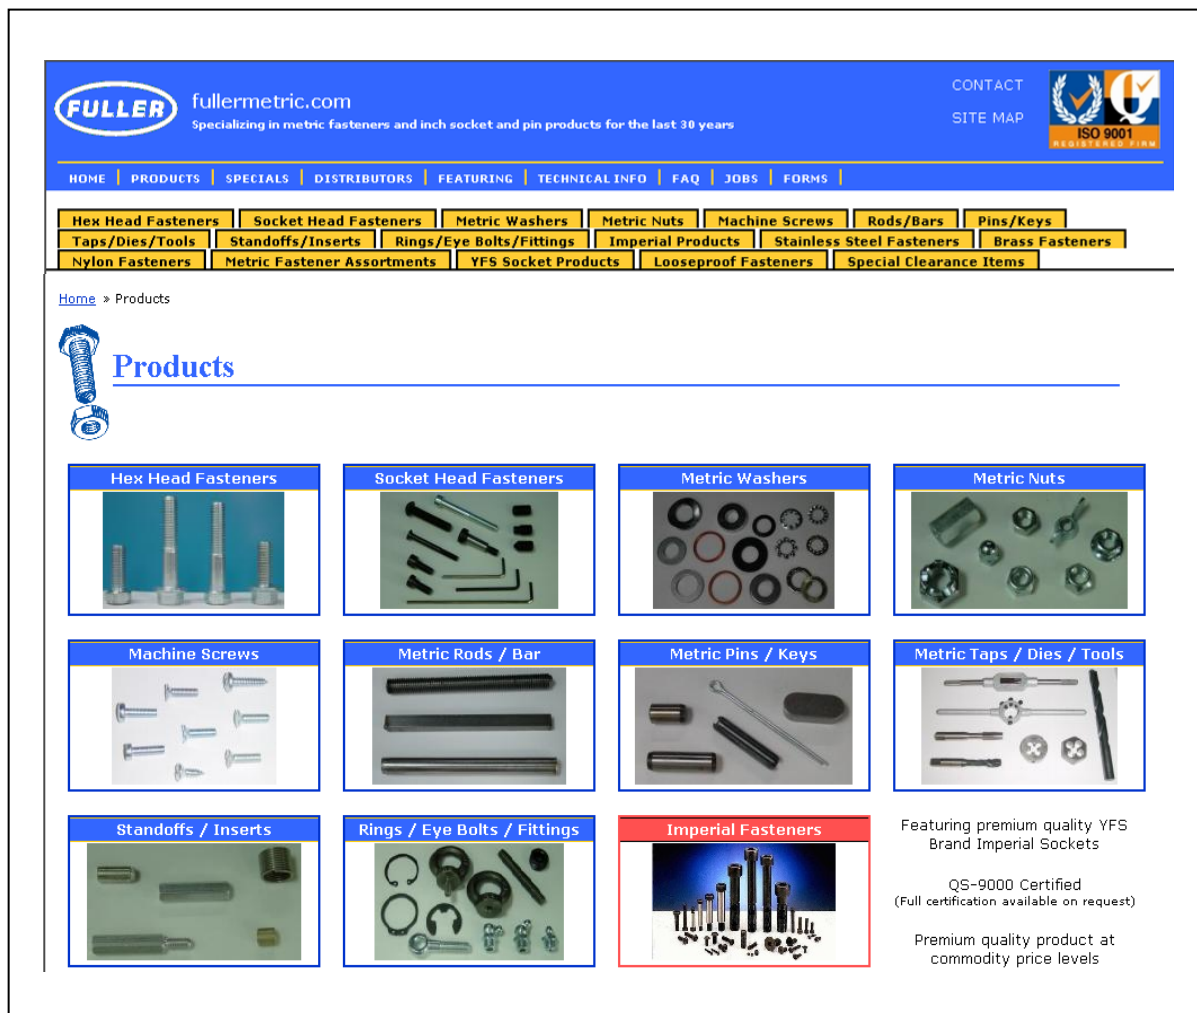 FULLER
fullermetric.com
Specializing in metric fasteners and inch socket and pin products for the last 30 years
CONTACT
SITE MAP
ISO 9001
REGISTERED FIRM
HOME | PRODUCTS | SPECIALS | DISTRIBUTORS | FEATURING | TECHNICAL INFO | FAQ | JOBS | FORMS |
Hex Head Fasteners Socket Head Fasteners Metric Washers Metric Nuts Machine Screws Rods/Bars Pins/Keys
Taps/Dies/Tools Standoffs/Inserts Rings/Eye Bolts/Fittings Imperial Products Stainless Steel Fasteners Brass Fasteners
Nylon Fasteners Metric Fastener Assortments YFS Socket Products Looseproof Fasteners Special Clearance Items
Home » Products
Products
Hex Head Fasteners Socket Head Fasteners Metric Washers Metric Nuts
Machine Screws Metric Rods / Bar Metric Pins / Keys Metric Taps / Dies / Tools
Standoffs / Inserts Rings / Eye Bolts / Fittings Imperial Fasteners
Featuring premium quality YFS
Brand Imperial Sockets
QS-9000 Certified
(Full certification available on request)
Premium quality product at
commodity price levels